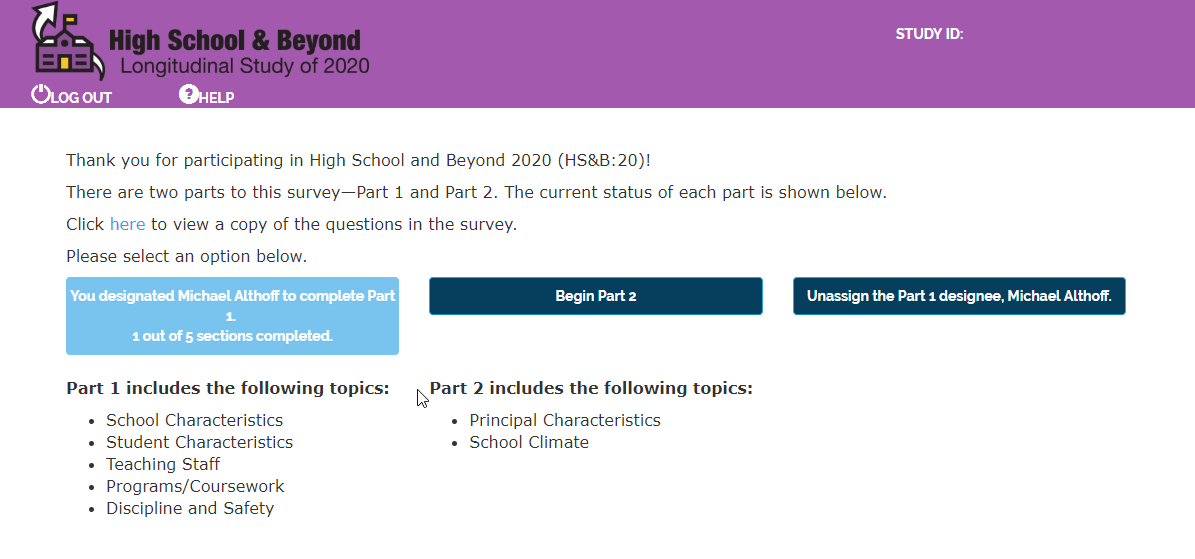 High School & Beyond
Longitudinal Study of 2020
STUDY ID:
LOG OUT
HELP
Thank you for participating in High School and Beyond 2020 (HS&B:20)!
There are two parts to this survey—Part 1 and Part 2. The current status of each part is shown below.
Click here to view a copy of the questions in the survey.
Please select an option below.
You designated Michael Althoff to complete Part
1.
1 out of 5 sections completed.
Begin Part 2
Unassign the Part 1 designee, Michael Althoff.
Part 1 includes the following topics:
• School Characteristics
• Student Characteristics
• Teaching Staff
• Programs/Coursework
• Discipline and Safety
Part 2 includes the following topics:
• Principal Characteristics
• School Climate